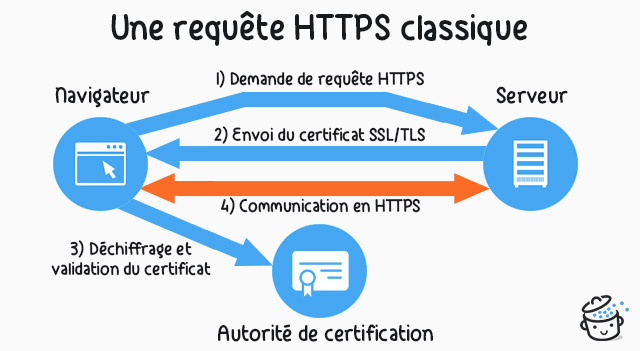 Une requête HTTPS classique
1) Demande de requête HTTPS
Navigateur
Serveur
2) Envoi du certificat SSL/TLS
4) Communication en HTTPS
3) Déchiffrage et
validation du certificat
Autorité de certification